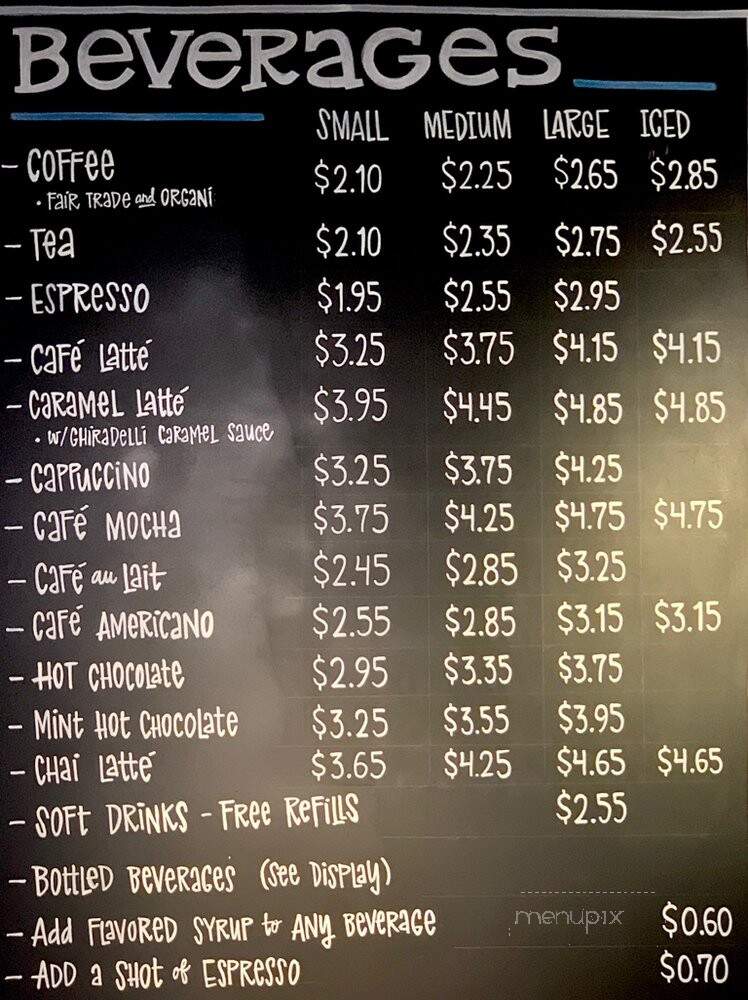 Beverages
SMALL MEDIUM LARGE ICED
- COFFEE $2.10 $2.25 $2.65 $2.85
• FAIR TRADE and ORGANI
- Tea $2.10 $2.35 $2.75 $2.55
- ESPRESSO $1.95 $2.55 $2.95
- Café Latté $3.25 $3.75 $4.15 $4.15
- CARAMEL Latté $3.95 $4.45 $4.85 $4.85
• w/GHIRADELLI CARAMEL SAUCE
- CAPPUCCINO $3.25 $3.75 $4.25
- Café MOCHA $3.75 $4.25 $4.75 $4.75
- Café au Lait $2.45 $2.85 $3.25
- Café AMERICANO $2.55 $2.85 $3.15 $3.15
- HOT CHOCOLATE $2.95 $3.35 $3.75
- MINT HOT CHOCOLATE $3.25 $3.55 $3.95
- CHAI Latté $3.65 $4.25 $4.65 $4.65
- SOFT DRINKS - FREE REFILLS $2.55
- BOTTLED BEVERAGES (SEE DISPLAY)
menupix
- Add FLAVORED SYRUP to ANY BEVERAGE $0.60
- ADD a SHOT of ESPRESSO $0.70